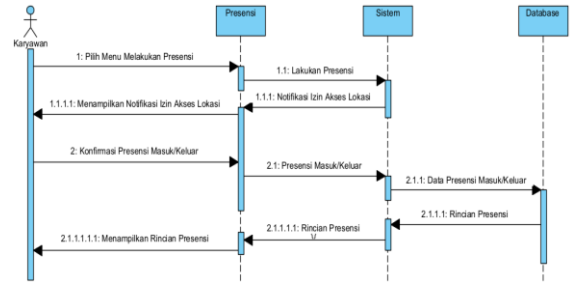 Presensi
Sistem
Database
Karyawan
1: Pilih Menu Melakukan Presensi
1.1: Lakukan Presensi
1.1.1: Notifikasi Izin Akses Lokasi
1.1.1.1: Menampilkan Notifikasi Izin Akses Lokasi
2: Konfirmasi Presensi Masuk/Keluar
2.1: Presensi Masuk/Keluar
2.1.1: Data Presensi Masuk/Keluar
2.1.1.1: Rincian Presensi
2.1.1.1.1: Rincian Presensi
2.1.1.1.1.1: Menampilkan Rincian Presensi